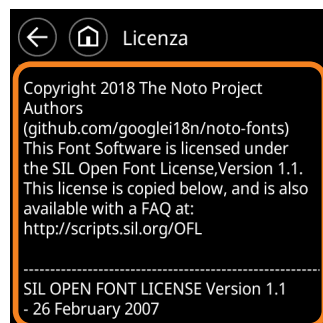 Licenza
Copyright 2018 The Noto Project
Authors
(github.com/googlei18n/noto-fonts)
This Font Software is licensed under
the SIL Open Font License,Version 1.1.
This license is copied below, and is also
available with a FAQ at:
http://scripts.sil.org/OFL
-----------------------------------------------------------
SIL OPEN FONT LICENSE Version 1.1
- 26 February 2007